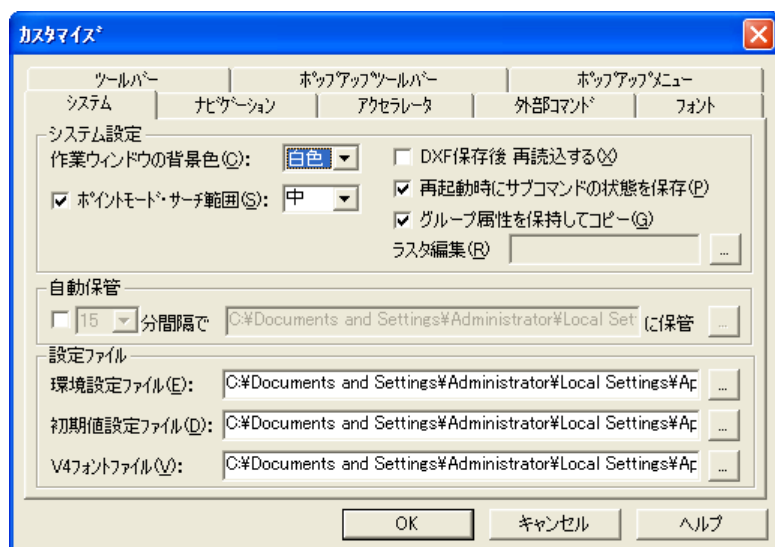 カスタマイズ
ツールバー ポップアップツールバー ポップアップメニュー
システム ナビゲーション アクセラレータ 外部コマンド フォント
システム設定
作業ウィンドウの背景色(C): 白色
DXF保存後 再読込する(X)
ポイントモード・サーチ範囲(S): 中
再起動時にサブコマンドの状態を保存(P)
グループ属性を保持してコピー(G)
ラスタ編集(R) ...
自動保管
15 分間隔で C:¥Documents and Settings¥Administrator¥Local Set に保管 ...
設定ファイル
環境設定ファイル(E): C:¥Documents and Settings¥Administrator¥Local Settings¥Ap ...
初期値設定ファイル(D): C:¥Documents and Settings¥Administrator¥Local Settings¥Ap ...
V4フォントファイル(V): C:¥Documents and Settings¥Administrator¥Local Settings¥Ap ...
OK キャンセル ヘルプ